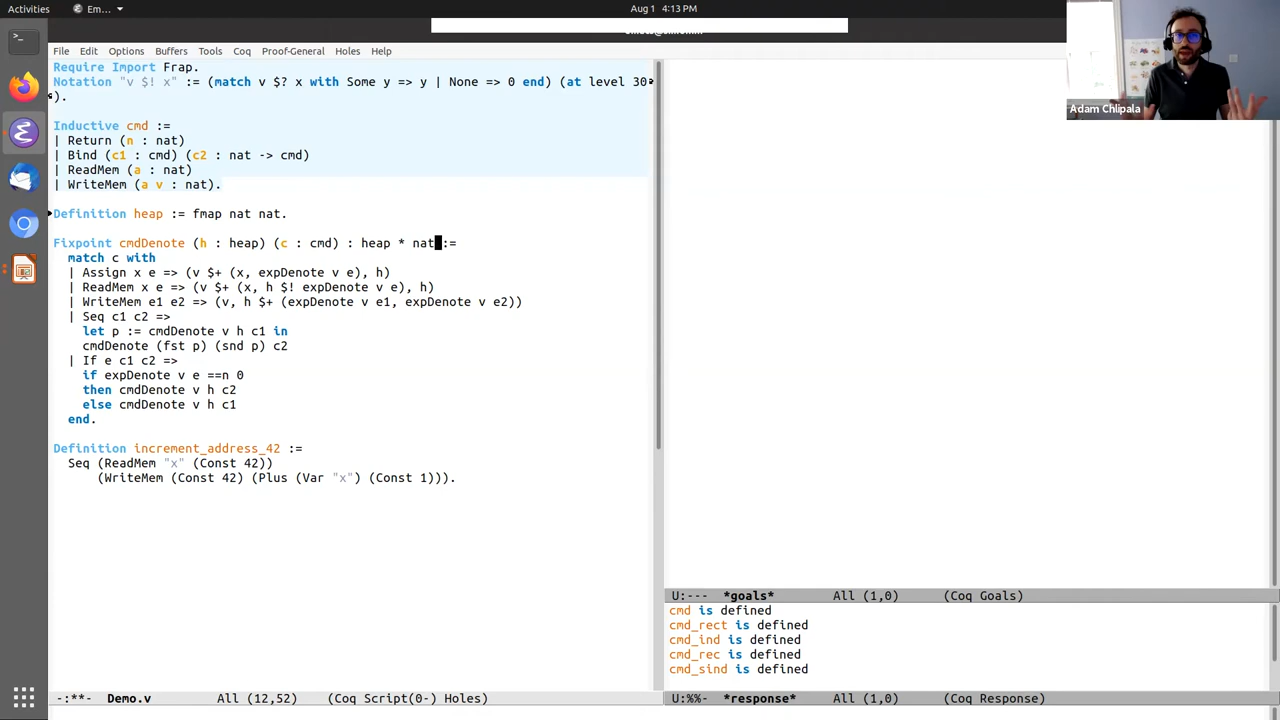 Activities Em... Aug 1 4:13 PM
File Edit Options Buffers Tools Coq Proof-General Holes Help
Require Import Frap.
Notation "v $! x" := (match v $? x with Some y => y | None => 0 end) (at level 30
).
Inductive cmd :=
| Return (n : nat)
| Bind (c1 : cmd) (c2 : nat -> cmd)
| ReadMem (a : nat)
| WriteMem (a v : nat).
Definition heap := fmap nat nat.
Fixpoint cmdDenote (h : heap) (c : cmd) : heap * nat :=
match c with
| Assign x e => (v $+ (x, expDenote v e), h)
| ReadMem x e => (v $+ (x, h $! expDenote v e), h)
| WriteMem e1 e2 => (v, h $+ (expDenote v e1, expDenote v e2))
| Seq c1 c2 =>
let p := cmdDenote v h c1 in
cmdDenote (fst p) (snd p) c2
| If e c1 c2 =>
if expDenote v e ==n 0
then cmdDenote v h c2
else cmdDenote v h c1
end.
Definition increment_address_42 :=
Seq (ReadMem "x" (Const 42))
(WriteMem (Const 42) (Plus (Var "x") (Const 1))).
-:**- Demo.v All (12,52) (Coq Script(0-) Holes)
U:--- *goals* All (1,0) (Coq Goals)
cmd is defined
cmd_rect is defined
cmd_ind is defined
cmd_rec is defined
cmd_sind is defined
U:%%- *response* All (1,0) (Coq Response)
Adam Chlipala